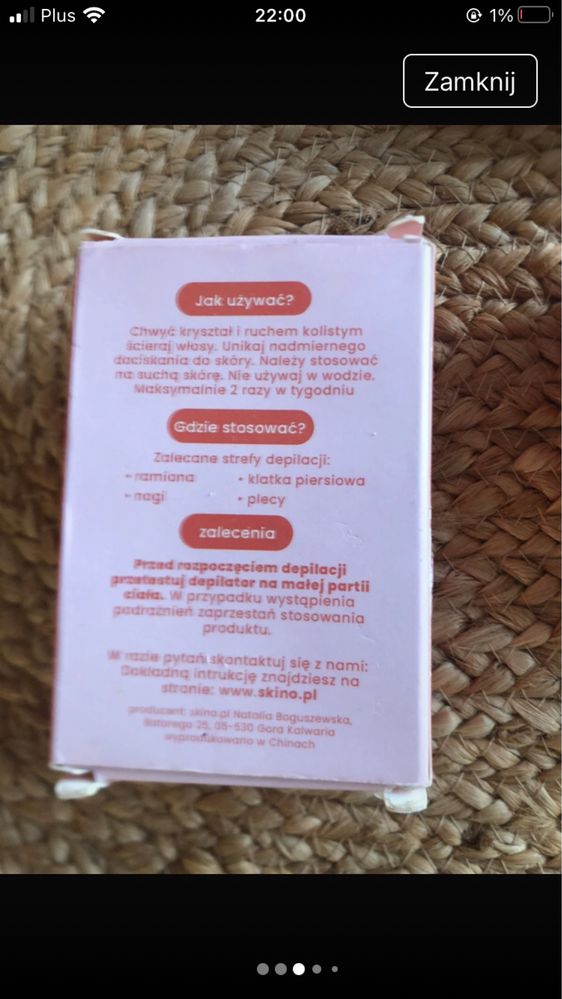 Plus
22:00
1%
Zamknij
Jak używać?
Chwyć kryształ i ruchem kolistym
ścieraj włosy. Unikaj nadmiernego
dociskania do skóry. Należy stosować
na suchą skórę. Nie używaj w wodzie.
Maksymalnie 2 razy w tygodniu
Gdzie stosować?
Zalecane strefy depilacji:
• ramiona
• klatka piersiowa
• nogi
• plecy
zalecenia
Przed rozpoczęciem depilacji
przetestuj depilator na małej partii
ciała. W przypadku wystąpienia
podrażnień zaprzestań stosowania
produktu.
W razie pytań skontaktuj się z nami:
Dokładną intrukcję znajdziesz na
stronie: www.skino.pl
producent: skino.pl Natalia Boguszewska,
Batorego 25, 05-530 Gora Kalwaria
wyprodukowano w Chinach